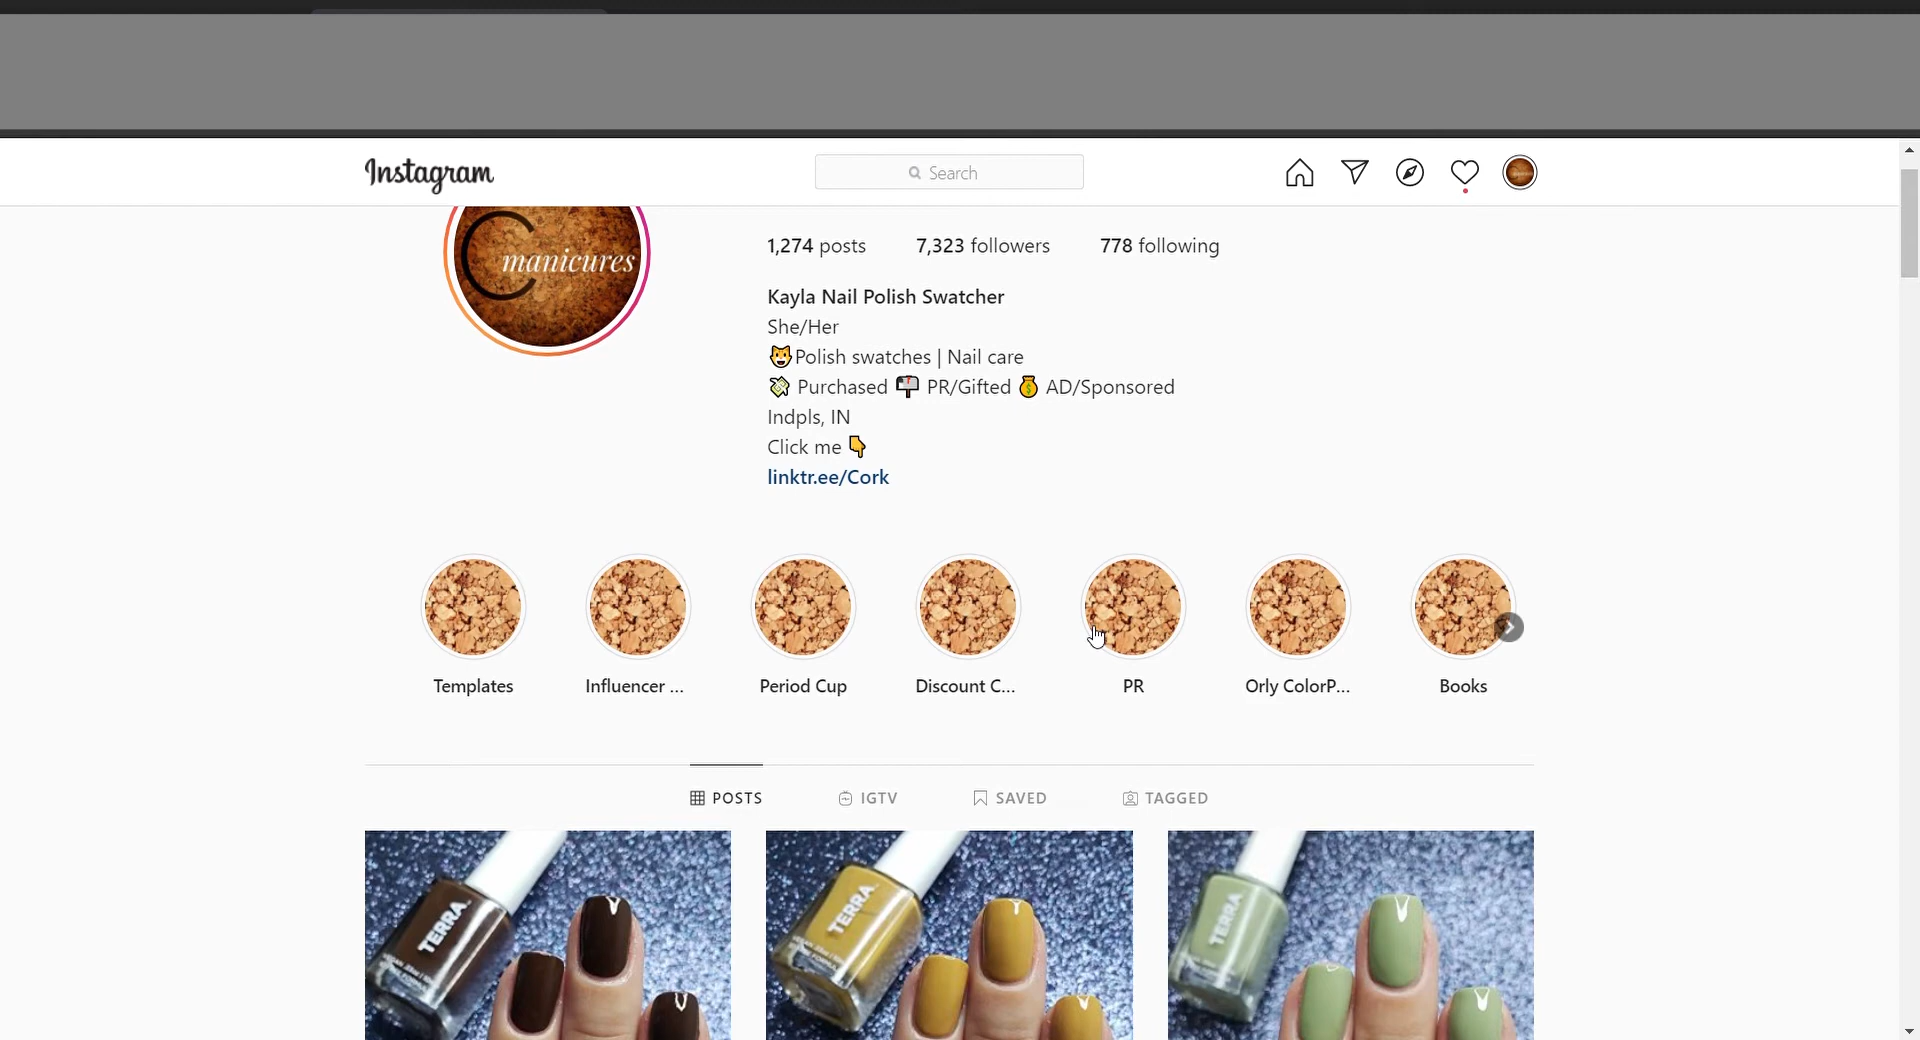 Instagram
Search
C
manicures
1,274 posts 7,323 followers 778 following
Kayla Nail Polish Swatcher
She/Her
😺Polish swatches | Nail care
💸 Purchased 📬 PR/Gifted 💰 AD/Sponsored
Indpls, IN
Click me 👇
linktr.ee/Cork
Templates Influencer ... Period Cup Discount C... PR Orly ColorP... Books
POSTS IGTV SAVED TAGGED
TERRA TERRA TERRA